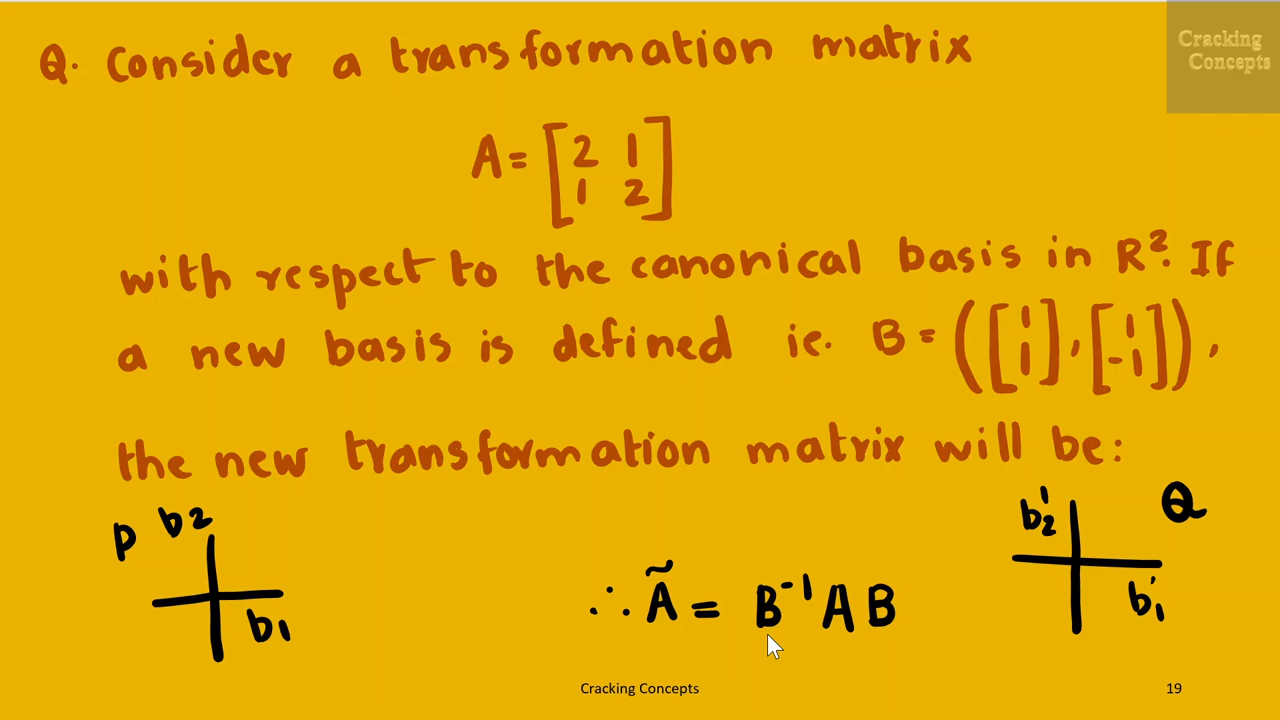 Cracking
Concepts
Q. Consider a transformation matrix
A = [2 1
1 2]
with respect to the canonical basis in R². If
a new basis is defined ie. B = ([1 1], [1 -1]),
the new transformation matrix will be:
P b2
b1
∴ Ã = B⁻¹ A B
b2' Q
b1'
Cracking Concepts 19